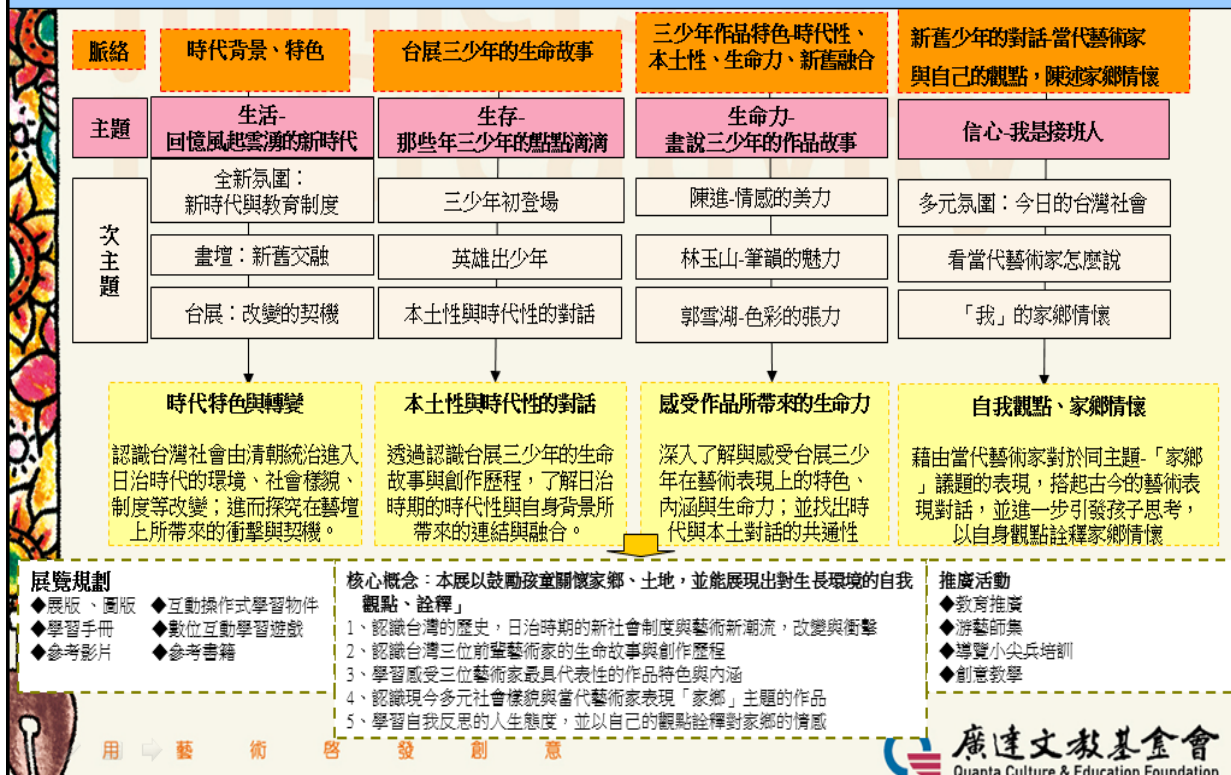 脈絡
時代背景、特色
台展三少年的生命故事
三少年作品特色-時代性、
本土性、生命力、新舊融合
新舊少年的對話-當代藝術家
與自己的觀點，陳述家鄉情懷
主題
生活-
回憶風起雲湧的新時代
生存-
那些年三少年的點點滴滴
生命力-
畫說三少年的作品故事
信心-我是接班人
次主題
全新氛圍：
新時代與教育制度
三少年初登場
陳進-情感的美力
多元氛圍：今日的台灣社會
畫壇：新舊交融
英雄出少年
林玉山-筆韻的魅力
看當代藝術家怎麼說
台展：改變的契機
本土性與時代性的對話
郭雪湖-色彩的張力
「我」的家鄉情懷
時代特色與轉變
認識台灣社會由清朝統治進入
日治時代的環境、社會樣貌、
制度等改變；進而探究在藝壇
上所帶來的衝擊與契機。
本土性與時代性的對話
透過認識台展三少年的生命
故事與創作歷程，了解日治
時期的時代性與自身背景所
帶來的連結與融合。
感受作品所帶來的生命力
深入了解與感受台展三少
年在藝術表現上的特色、
內涵與生命力；並找出時
代與本土對話的共通性
自我觀點、家鄉情懷
藉由當代藝術家對於同主題-「家鄉
」議題的表現，搭起古今的藝術表
現對話，並進一步引發孩子思考，
以自身觀點詮釋家鄉情懷
展覽規劃
◆展版 、圖版 ◆互動操作式學習物件
◆學習手冊 ◆數位互動學習遊戲
◆參考影片 ◆參考書籍
核心概念：本展以鼓勵孩童關懷家鄉、土地，並能展現出對生長環境的自我
觀點、詮釋」
1、認識台灣的歷史，日治時期的新社會制度與藝術新潮流，改變與衝擊
2、認識台灣三位前輩藝術家的生命故事與創作歷程
3、學習感受三位藝術家最具代表性的作品特色與內涵
4、認識現今多元社會樣貌與當代藝術家表現「家鄉」主題的作品
5、學習自我反思的人生態度，並以自己的觀點詮釋對家鄉的情感
推廣活動
◆教育推廣
◆游藝師集
◆導覽小尖兵培訓
◆創意教學
用 藝 術 啓 發 創 意
廣達文教基金會
Quanta Culture & Education Foundation